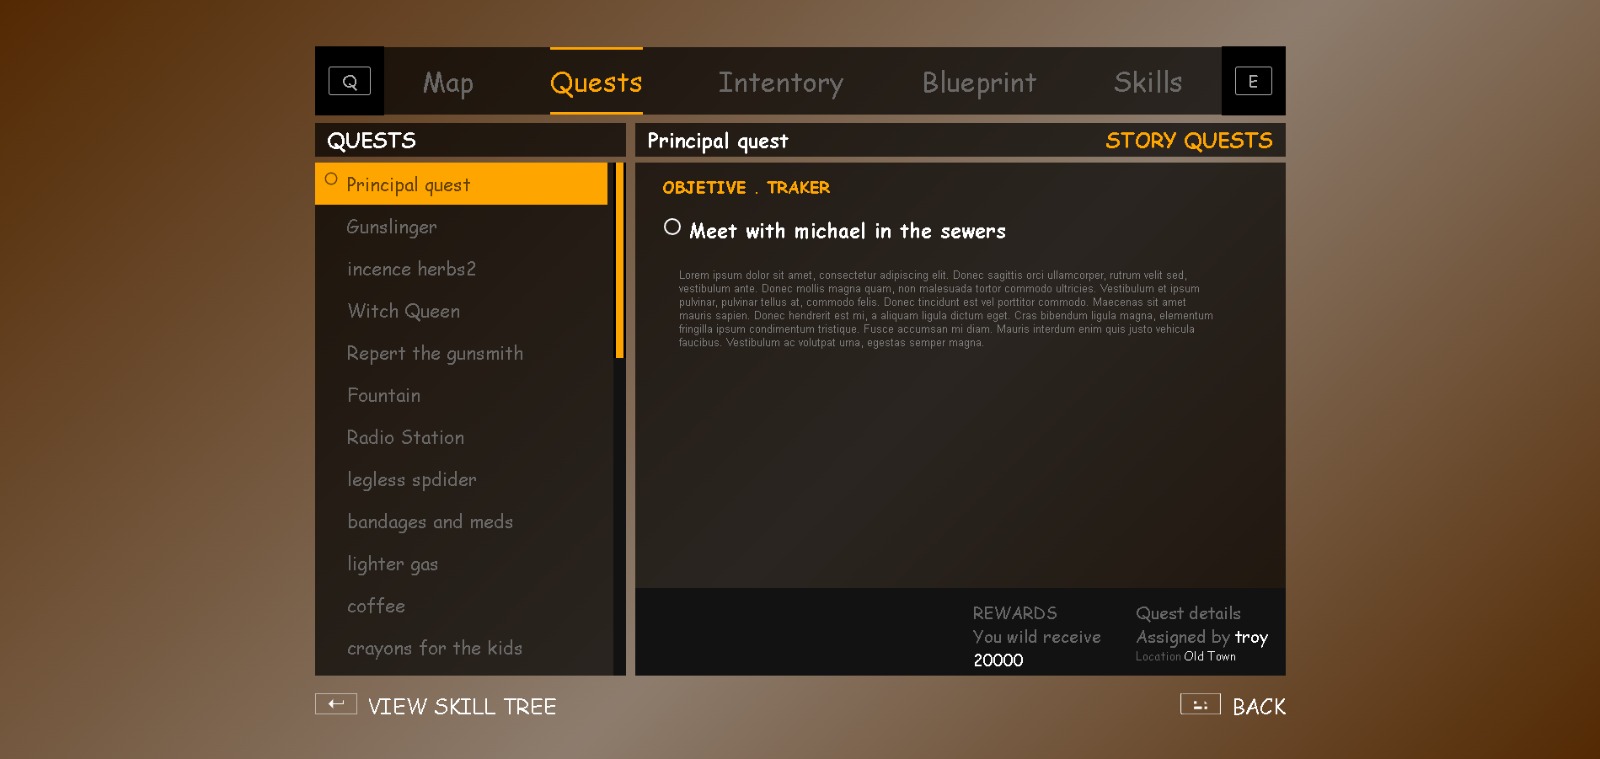 Q Map Quests Intentory Blueprint Skills E
QUESTS
Principal quest
Gunslinger
incence herbs2
Witch Queen
Repert the gunsmith
Fountain
Radio Station
legless spdider
bandages and meds
lighter gas
coffee
crayons for the kids
Principal quest STORY QUESTS
OBJETIVE . TRAKER
Meet with michael in the sewers
Lorem ipsum dolor sit amet, consectetur adipiscing elit. Donec sagittis orci ullamcorper, rutrum velit sed,
vestibulum ante. Donec mollis magna quam, non malesuada tortor commodo ultricies. Vestibulum et ipsum
pulvinar, pulvinar tellus at, commodo felis. Donec tincidunt est vel porttitor commodo. Maecenas sit amet
mauris sapien. Donec hendrerit est mi, a aliquam ligula dictum eget. Cras bibendum ligula magna, elementum
fringilla ipsum condimentum tristique. Fusce accumsan mi diam. Mauris interdum enim quis justo vehicula
faucibus. Vestibulum ac volutpat urna, egestas semper magna.
REWARDS
You wild receive
20000
Quest details
Assigned by troy
Location Old Town
VIEW SKILL TREE
BACK